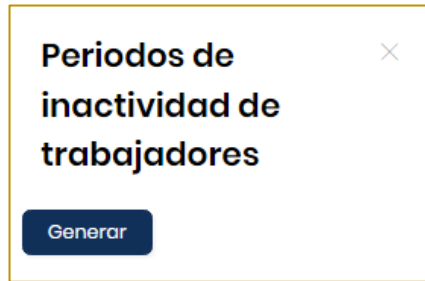 Periodos de
inactividad de
trabajadores
Generar